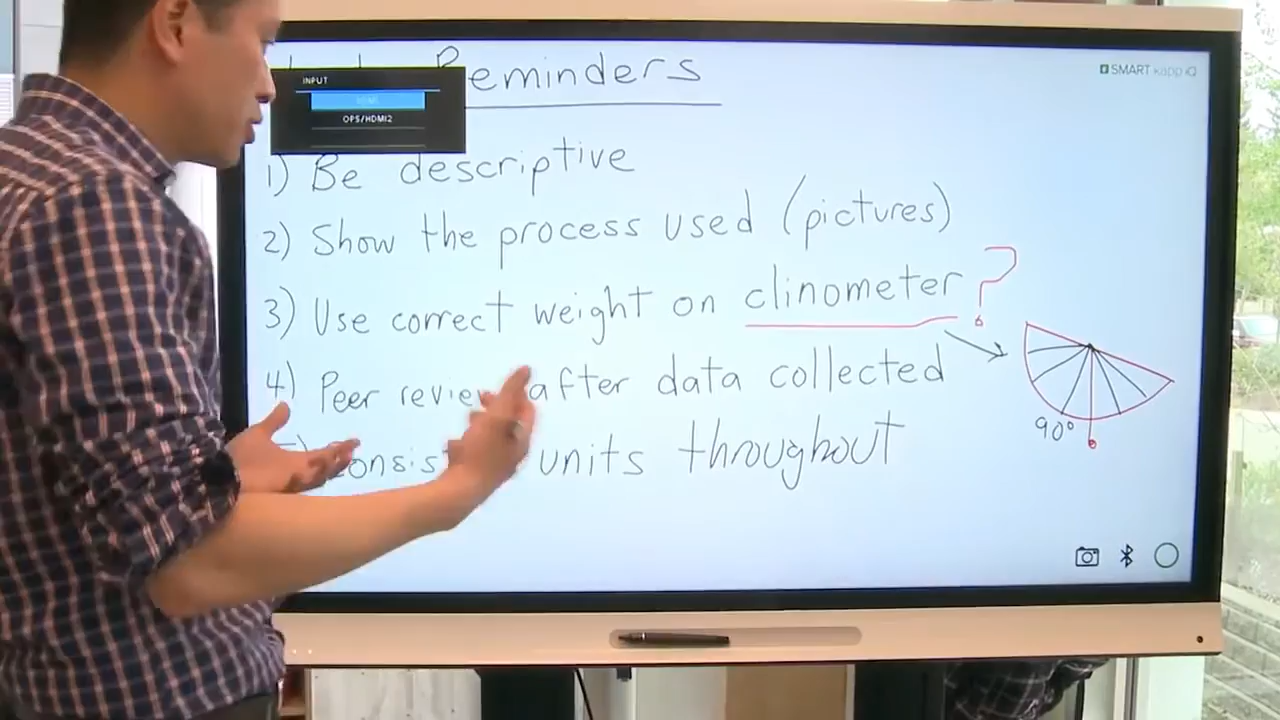 Reminders
SMART kapp iQ
INPUT
HDMI
OPS/HDMI2
1) Be descriptive
2) Show the process used (pictures)
3) Use correct weight on clinometer ?
4) Peer review after data collected
units throughout
90°